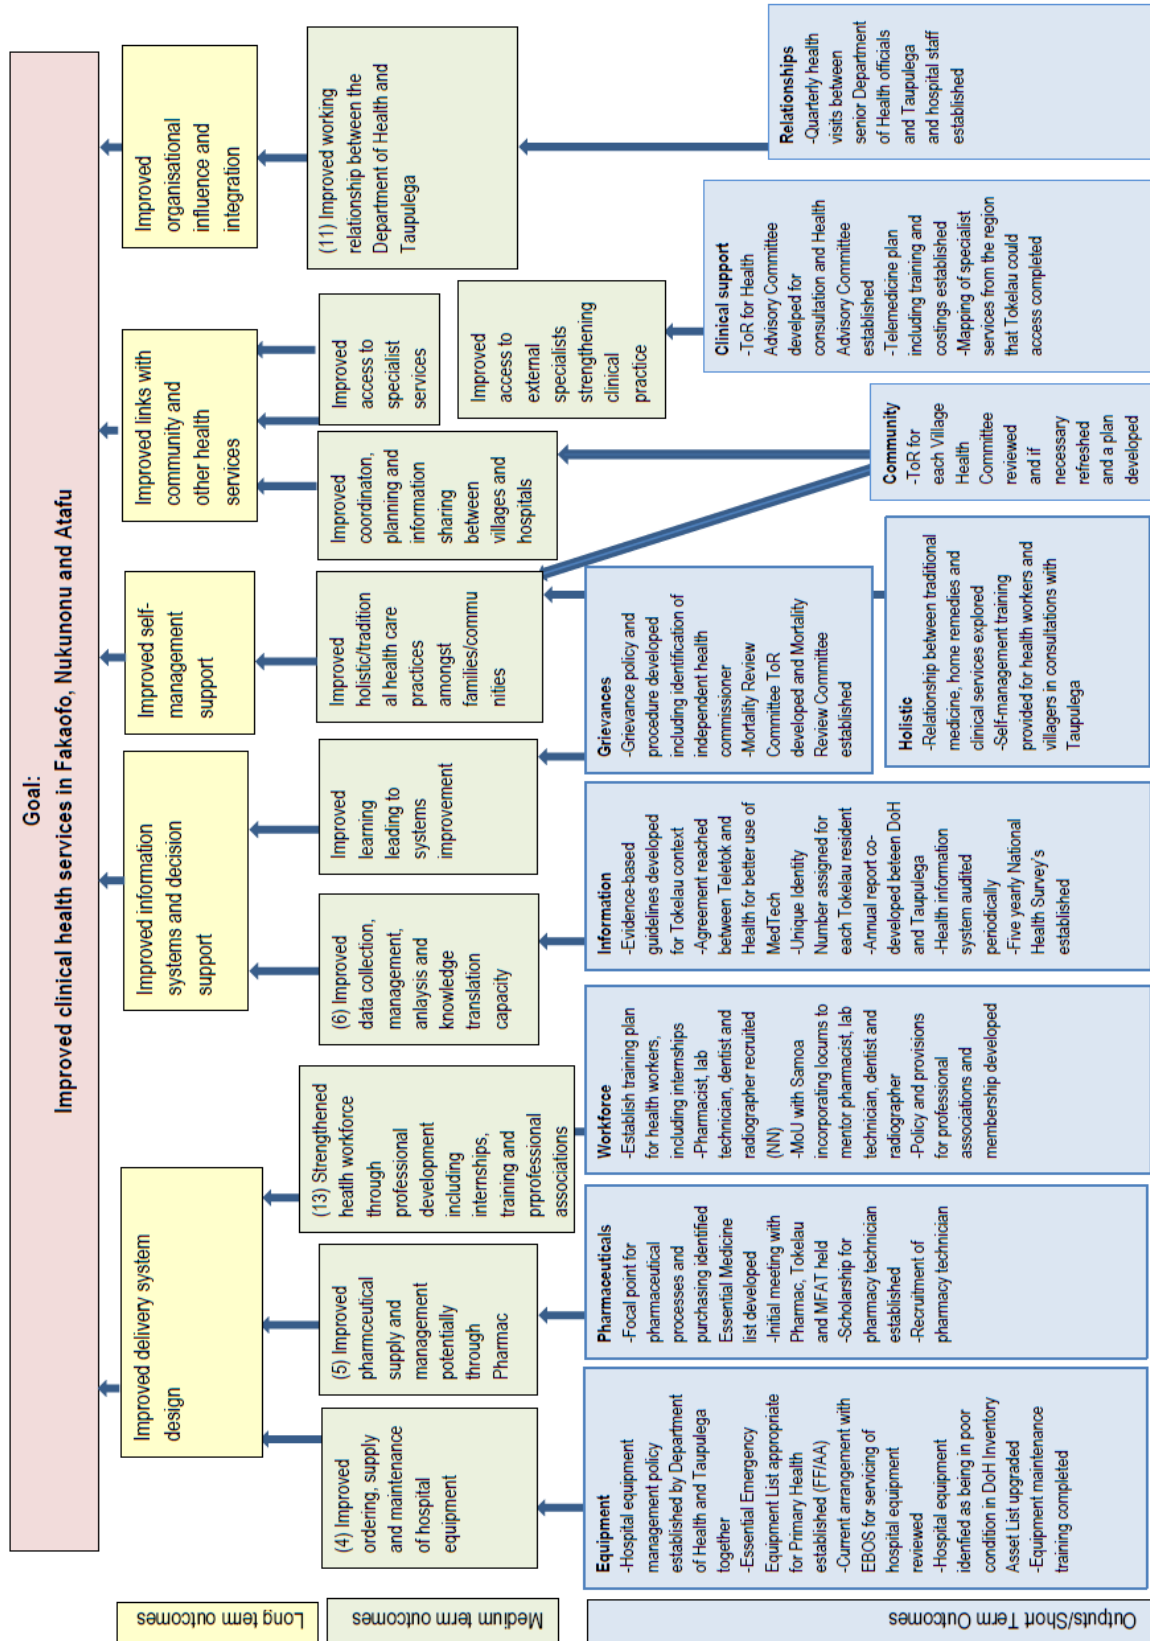 Goal:
Improved clinical health services in Fakaofo, Nukunonu and Atafu
Long term outcomes
Improved delivery system
design
Improved information
systems and decision
support
Improved self-
management
support
Improved links with
community and
other health
services
Improved
organisational
influence and
integration
Medium term outcomes
(4) Improved
ordering, supply
and maintenance
of hospital
equipment
(5) Improved
pharmceutical
supply and
management
potentially
through
Pharmac
(13) Strengthened
heatlh workforce
through
professional
development
including
internships,
training and
prprofessional
associations
(6) Improved
data collection,
management,
anlaysis and
knowledge
translation
capacity
Improved
learning
leading to
systems
improvement
Improved
holistic/tradition
al health care
practices
amongst
families/commu
nities
Improved
coordinaton,
planning and
information
sharing
between
villages and
hospitals
Improved
access to
specialist
services
Improved
access to
external
specialists
strengthening
clinical
practice
(11) Improved working
relationship between the
Department of Health and
Taupulega
Outputs/Short Term Outcomes
Equipment
-Hospital equipment
management policy
established by Department
of Health and Taupulega
together
-Essential Emergency
Equipment List appropriate
for Primary Health
established (FF/AA)
-Current arrangement with
EBOS for servicing of
hospital equipment
reviewed
-Hospital equipment
idenfied as being in poor
condition in DoH Inventory
Asset List upgraded
-Equipment maintenance
training completed
Pharmaceuticals
-Focal point for
pharmaceutical
processes and
purchasing identified
Essential Medicine
list developed
-Initial meeting with
Pharmac, Tokelau
and MFAT held
-Scholarship for
pharmacy technician
established
-Recruitment of
pharmacy technician
Workforce
-Establish training plan
for health workers,
including internships
-Pharmacist, lab
technician, dentist and
radiographer recruited
(NN)
-MoU with Samoa
incorporating locums to
mentor pharmacist, lab
technician, dentist and
radiographer
-Policy and provisions
for professional
associations and
membership developed
Information
-Evidence-based
guidelines developed
for Tokelau context
-Agreement reached
between Teletok and
Health for better use of
MedTech
-Unique Identity
Number assigned for
each Tokelau resident
-Annual report co-
developed beteen DoH
and Taupulega
-Health information
system audited
periodically
-Five yearly National
Health Survey's
established
Grievances
-Grievance policy and
procedure developed
including identification of
independent health
commissioner
-Mortality Review
Committee ToR
developed and Mortality
Review Committee
established
Holistic
-Relationship between traditional
medicine, home remedies and
clinical services explored
-Self-management training
provided for health workers and
villagers in consultations with
Taupulega
Community
-ToR for
each Village
Health
Committee
reviewed
and if
necessary
refreshed
and a plan
developed
Clinical support
-ToR for Health
Advisory Committee
develped for
consultation and Health
Advisory Committee
established
-Telemedicine plan
including training and
costings established
-Mapping of specialist
services from the region
that Tokelau could
access completed
Relationships
-Quarterly health
visits between
senior Department
of Health officials
and Taupulega
and hospital staff
established